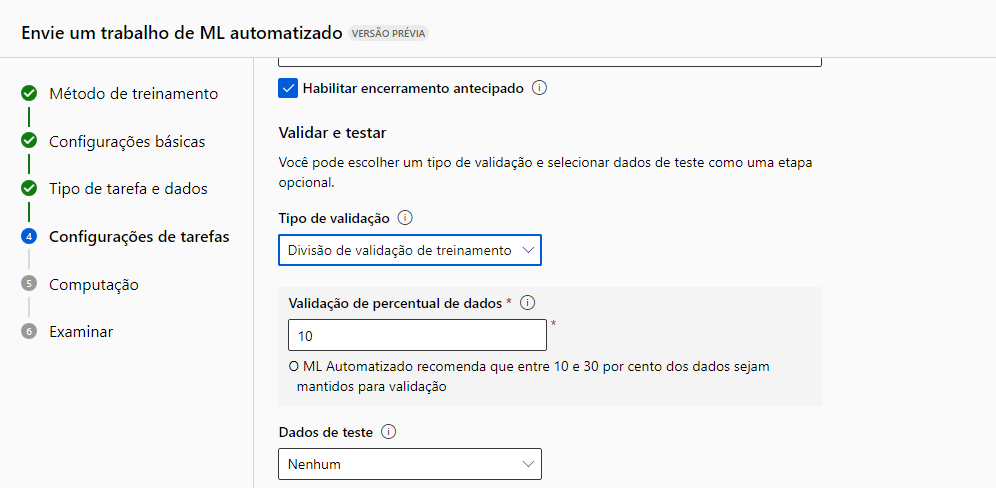 Envie um trabalho de ML automatizado VERSÃO PRÉVIA
Método de treinamento
Configurações básicas
Tipo de tarefa e dados
4 Configurações de tarefas
5 Computação
6 Examinar
Habilitar encerramento antecipado
Validar e testar
Você pode escolher um tipo de validação e selecionar dados de teste como uma etapa
opcional.
Tipo de validação
Divisão de validação de treinamento
Validação de percentual de dados *
10 *
O ML Automatizado recomenda que entre 10 e 30 por cento dos dados sejam
mantidos para validação
Dados de teste
Nenhum